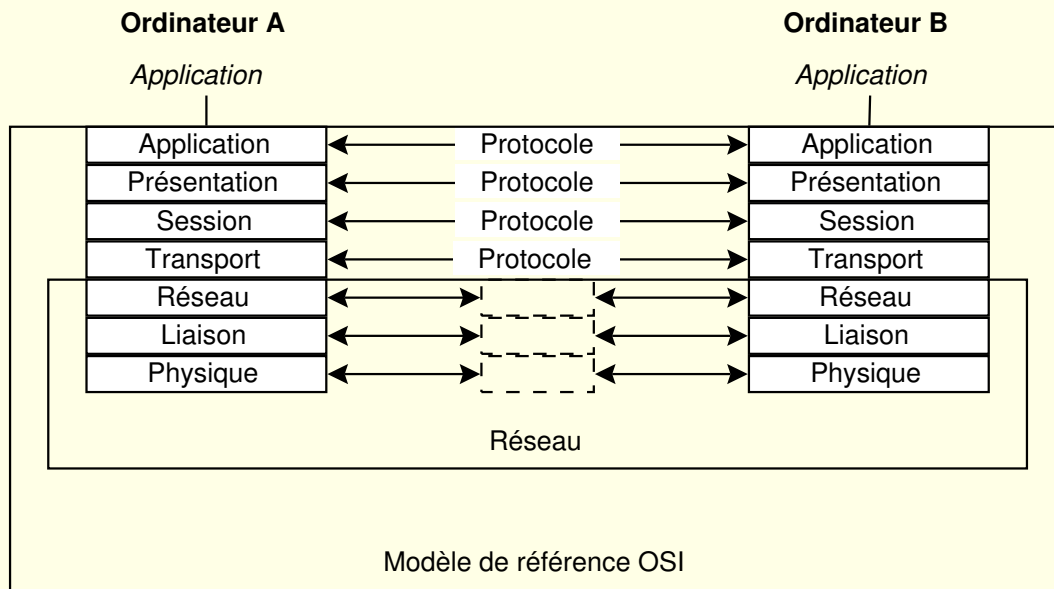 Ordinateur A Ordinateur B
Application Application
Application Protocole Application
Présentation Protocole Présentation
Session Protocole Session
Transport Protocole Transport
Réseau Réseau
Liaison Liaison
Physique Physique
Réseau
Modèle de référence OSI